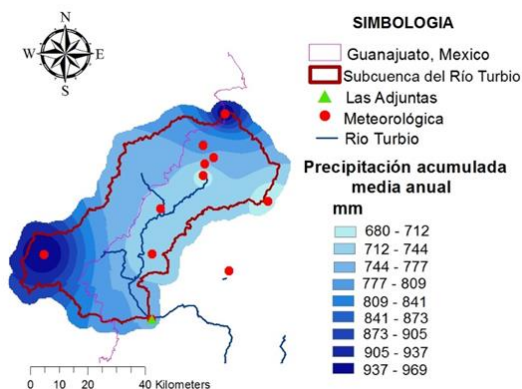 N
W E
S
SIMBOLOGIA
Guanajuato, Mexico
Subcuenca del Río Turbio
Las Adjuntas
Meteorológica
Rio Turbio
Precipitación acumulada
media anual
mm
680 - 712
712 - 744
744 - 777
777 - 809
809 - 841
841 - 873
873 - 905
905 - 937
937 - 969
0 10 20 40 Kilometers